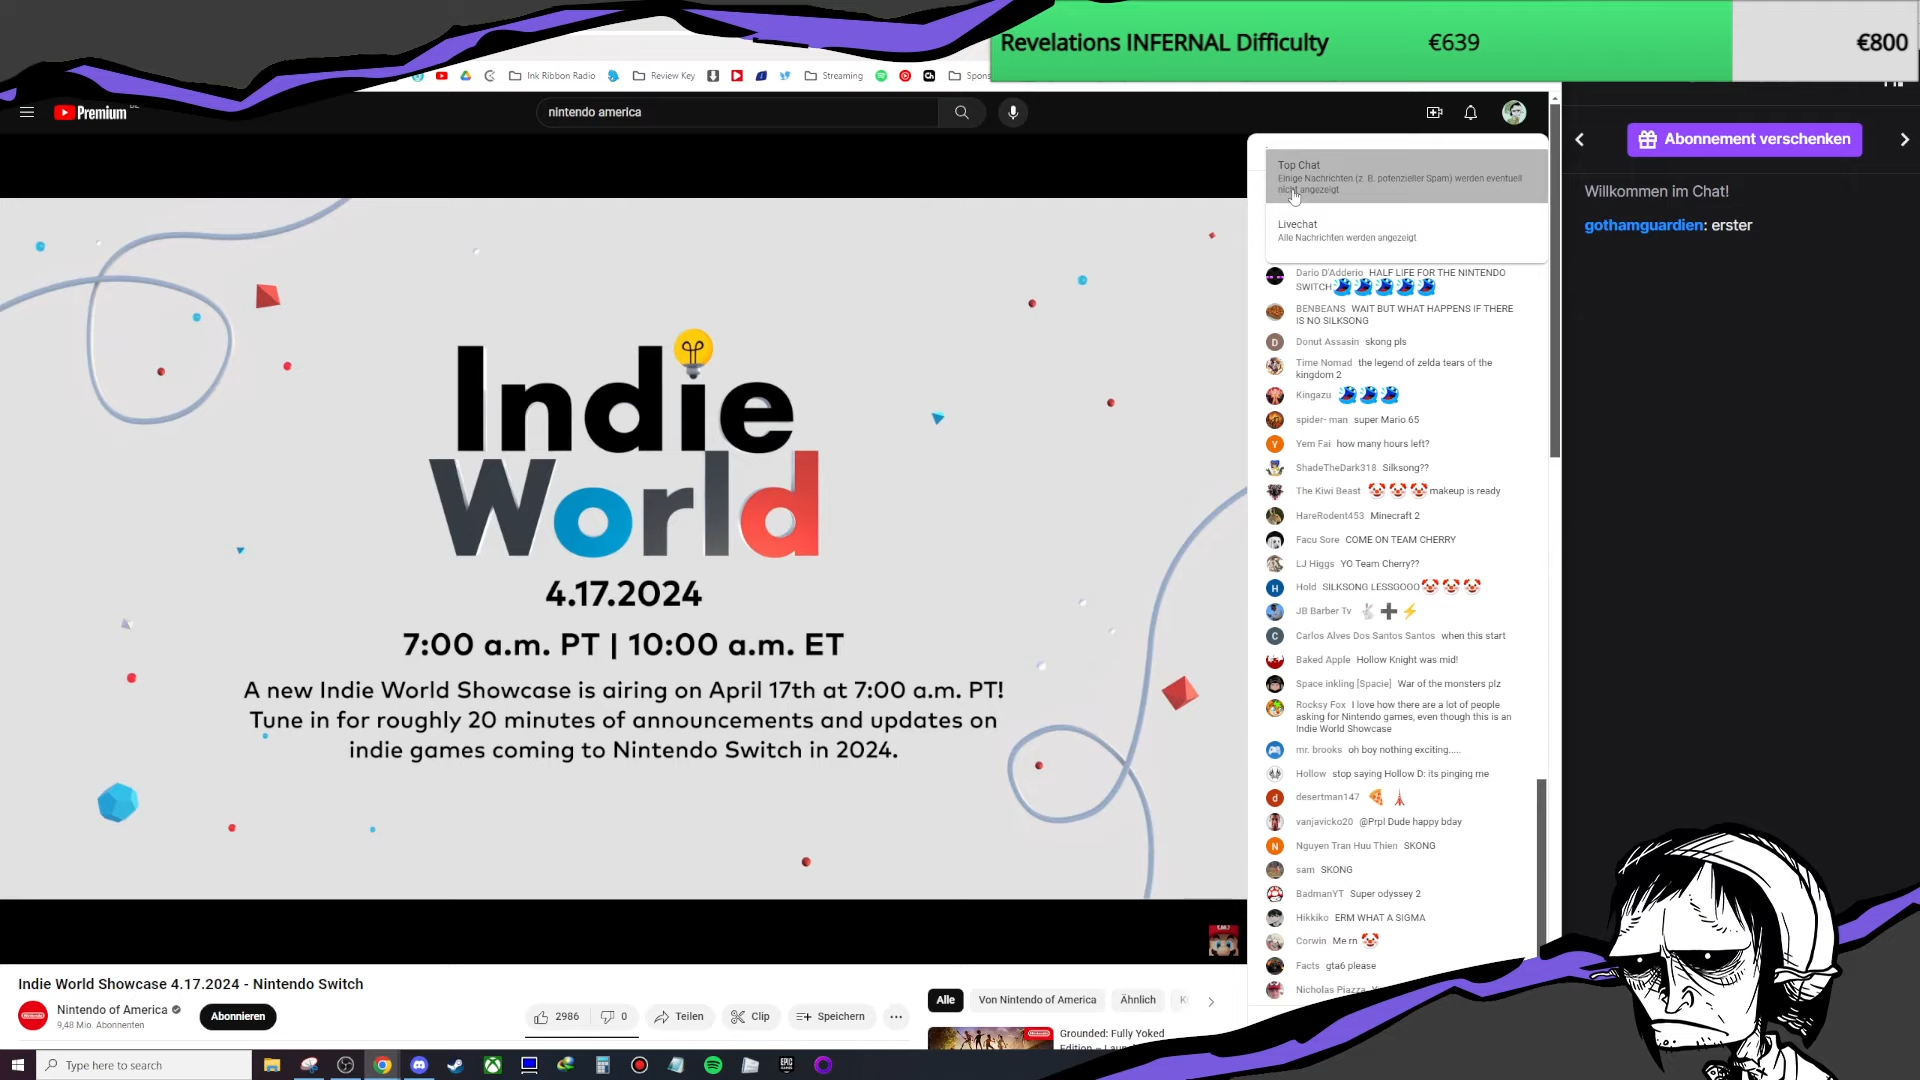 Revelations INFERNAL Difficulty €639 €800
Ink Ribbon Radio Review Key Streaming Spons
Premium nintendo america
Abonnement verschenken
Willkommen im Chat!
gothamguardien: erster
Top Chat
Einige Nachrichten (z. B. potenzieller Spam) werden eventuell
nicht angezeigt
Livechat
Alle Nachrichten werden angezeigt
Indie
World
4.17.2024
7:00 a.m. PT | 10:00 a.m. ET
A new Indie World Showcase is airing on April 17th at 7:00 a.m. PT!
Tune in for roughly 20 minutes of announcements and updates on
indie games coming to Nintendo Switch in 2024.
Dario D'Adderio HALF LIFE FOR THE NINTENDO
SWITCH
BENBEANS WAIT BUT WHAT HAPPENS IF THERE
IS NO SILKSONG
Donut Assasin skong pls
Time Nomad the legend of zelda tears of the
kingdom 2
Kingazu
spider- man super Mario 65
Yem Fai how many hours left?
ShadeTheDark318 Silksong??
The Kiwi Beast 🤡🤡🤡 makeup is ready
HareRodent453 Minecraft 2
Facu Sore COME ON TEAM CHERRY
LJ Higgs YO Team Cherry??
Hold SILKSONG LESSGOOO🤡🤡🤡
JB Barber Tv 🐇➕⚡
Carlos Alves Dos Santos Santos when this start
Baked Apple Hollow Knight was mid!
Space inkling [Spacie] War of the monsters plz
Rocksy Fox I love how there are a lot of people
asking for Nintendo games, even though this is an
Indie World Showcase
mr. brooks oh boy nothing exciting.....
Hollow stop saying Hollow D: its pinging me
desertman147 🍕🗼
vanjavicko20 @Prpl Dude happy bday
Nguyen Tran Huu Thien SKONG
sam SKONG
BadmanYT Super odyssey 2
Hikkiko ERM WHAT A SIGMA
Corwin Me rn 🤡
Facts gta6 please
Nicholas Piazza
Indie World Showcase 4.17.2024 - Nintendo Switch
Nintendo of America
9,48 Mio. Abonnenten
Abonnieren
2986 0 Teilen Clip Speichern
Alle Von Nintendo of America Ähnlich
Grounded: Fully Yoked
Type here to search